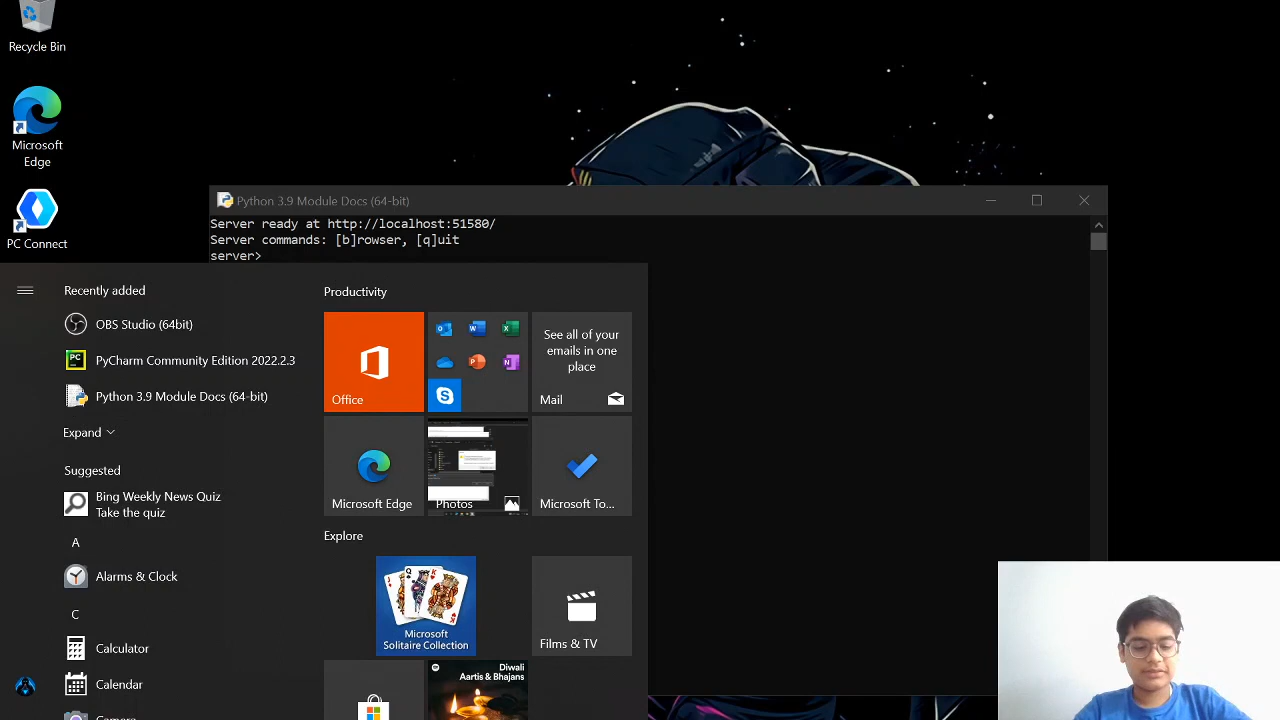 Recycle Bin
Microsoft
Edge
PC Connect
Python 3.9 Module Docs (64-bit)
Server ready at http://localhost:51580/
Server commands: [b]rowser, [q]uit
server>
Recently added
OBS Studio (64bit)
PyCharm Community Edition 2022.2.3
Python 3.9 Module Docs (64-bit)
Expand
Suggested
Bing Weekly News Quiz
Take the quiz
A
Alarms & Clock
C
Calculator
Calendar
Camera
Productivity
Office
See all of your
emails in one
place
Mail
Microsoft Edge
Photos
Microsoft To...
Explore
Microsoft
Solitaire Collection
Films & TV
Diwali
Aartis & Bhajans